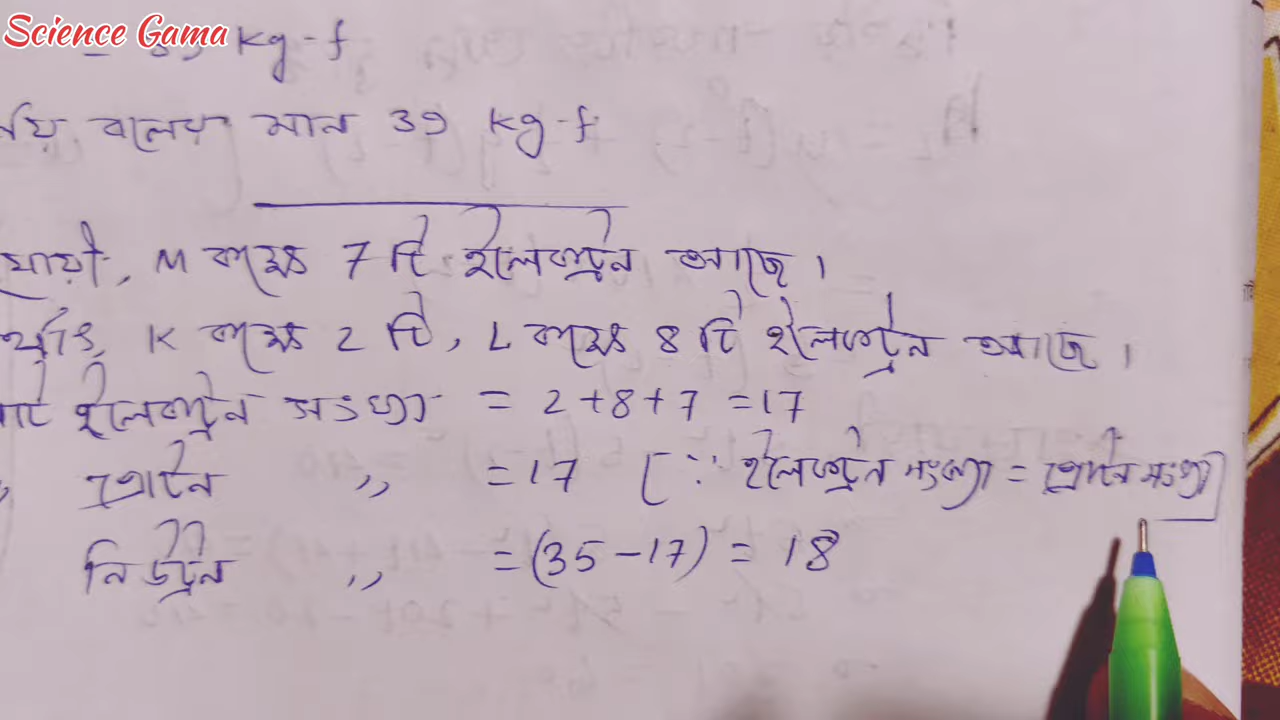 Science Gama
= 39 Kg-f
র্ণেয় বলের মান 39 Kg-f
যায়ী, M কক্ষে 7 টি ইলেকট্রন আছে।
র্থাৎ, K কক্ষে 2 টি, L কক্ষে 8 টি ইলেকট্রন আছে।
মোট ইলেকট্রন সংখ্যা = 2+8+7 = 17
প্রোটন ,, = 17 [∵ ইলেকট্রন সংখ্যা = প্রোটন সংখ্যা]
নিউট্রন ,, = (35-17) = 18